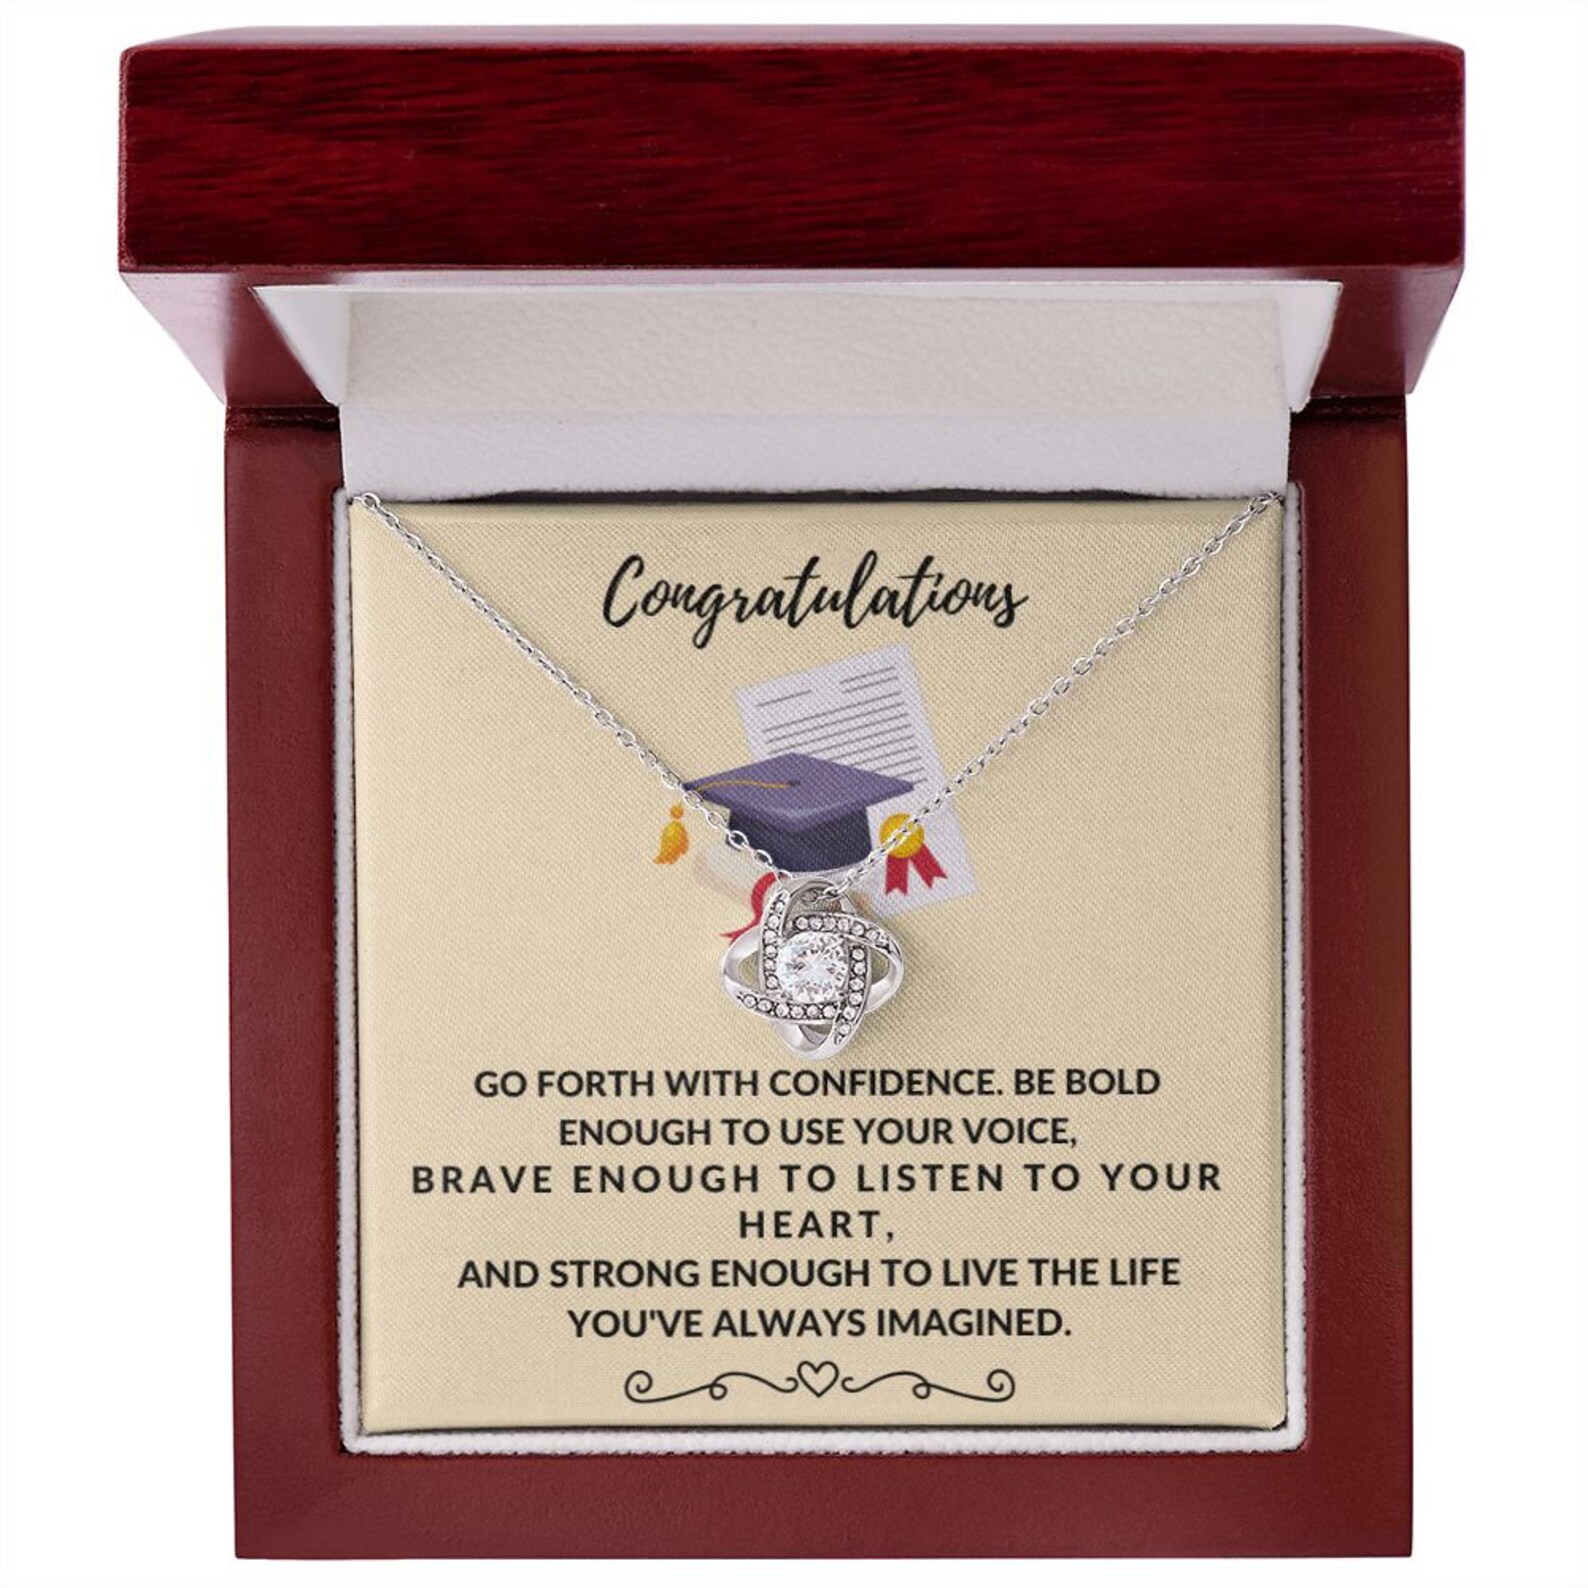 Congratulations
GO FORTH WITH CONFIDENCE. BE BOLD
ENOUGH TO USE YOUR VOICE,
BRAVE ENOUGH TO LISTEN TO YOUR
HEART,
AND STRONG ENOUGH TO LIVE THE LIFE
YOU'VE ALWAYS IMAGINED.